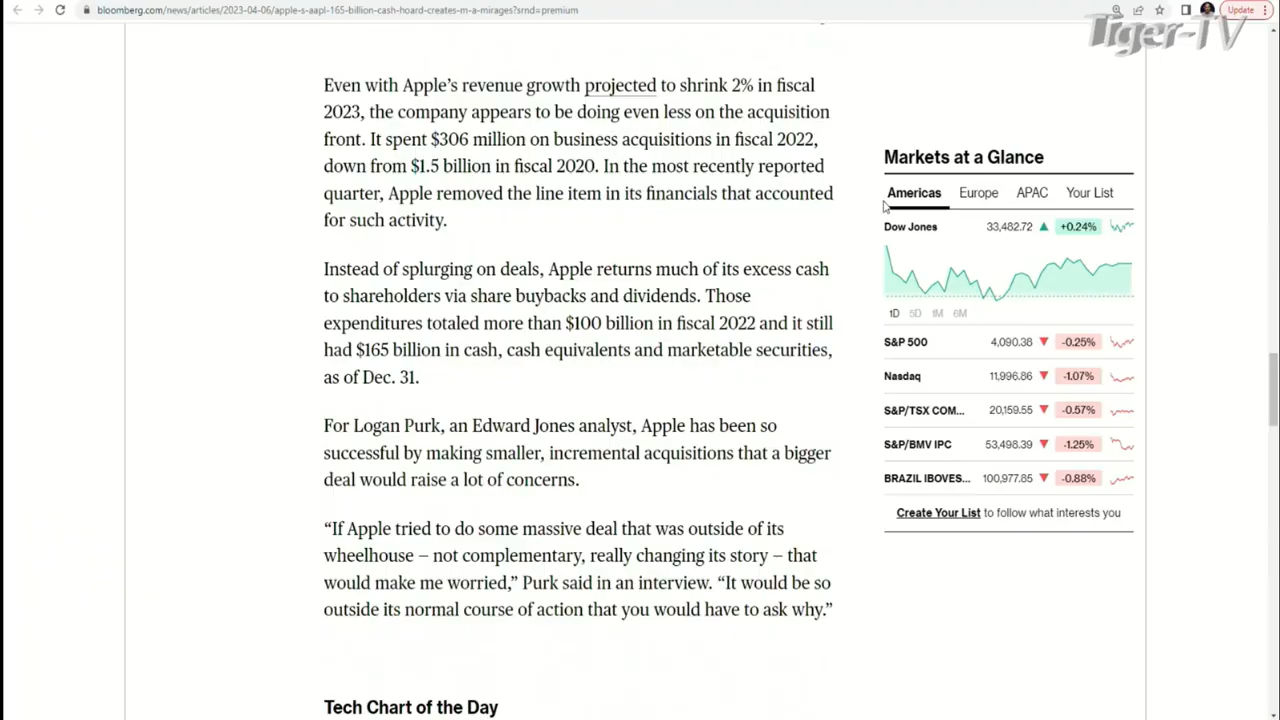 bloomberg.com/news/articles/2023-04-06/apple-s-aapl-165-billion-cash-hoard-creates-m-a-mirages?srnd=premium
Update
Tiger-TV
Even with Apple’s revenue growth projected to shrink 2% in fiscal
2023, the company appears to be doing even less on the acquisition
front. It spent $306 million on business acquisitions in fiscal 2022,
down from $1.5 billion in fiscal 2020. In the most recently reported
quarter, Apple removed the line item in its financials that accounted
for such activity.
Instead of splurging on deals, Apple returns much of its excess cash
to shareholders via share buybacks and dividends. Those
expenditures totaled more than $100 billion in fiscal 2022 and it still
had $165 billion in cash, cash equivalents and marketable securities,
as of Dec. 31.
For Logan Purk, an Edward Jones analyst, Apple has been so
successful by making smaller, incremental acquisitions that a bigger
deal would raise a lot of concerns.
“If Apple tried to do some massive deal that was outside of its
wheelhouse – not complementary, really changing its story – that
would make me worried,” Purk said in an interview. “It would be so
outside its normal course of action that you would have to ask why.”
Tech Chart of the Day
Markets at a Glance
Americas Europe APAC Your List
Dow Jones 33,482.72 +0.24%
1D 5D 1M 6M
S&P 500 4,090.38 -0.25%
Nasdaq 11,996.86 -1.07%
S&P/TSX COM... 20,159.55 -0.57%
S&P/BMV IPC 53,498.39 -1.25%
BRAZIL IBOVES... 100,977.85 -0.88%
Create Your List to follow what interests you